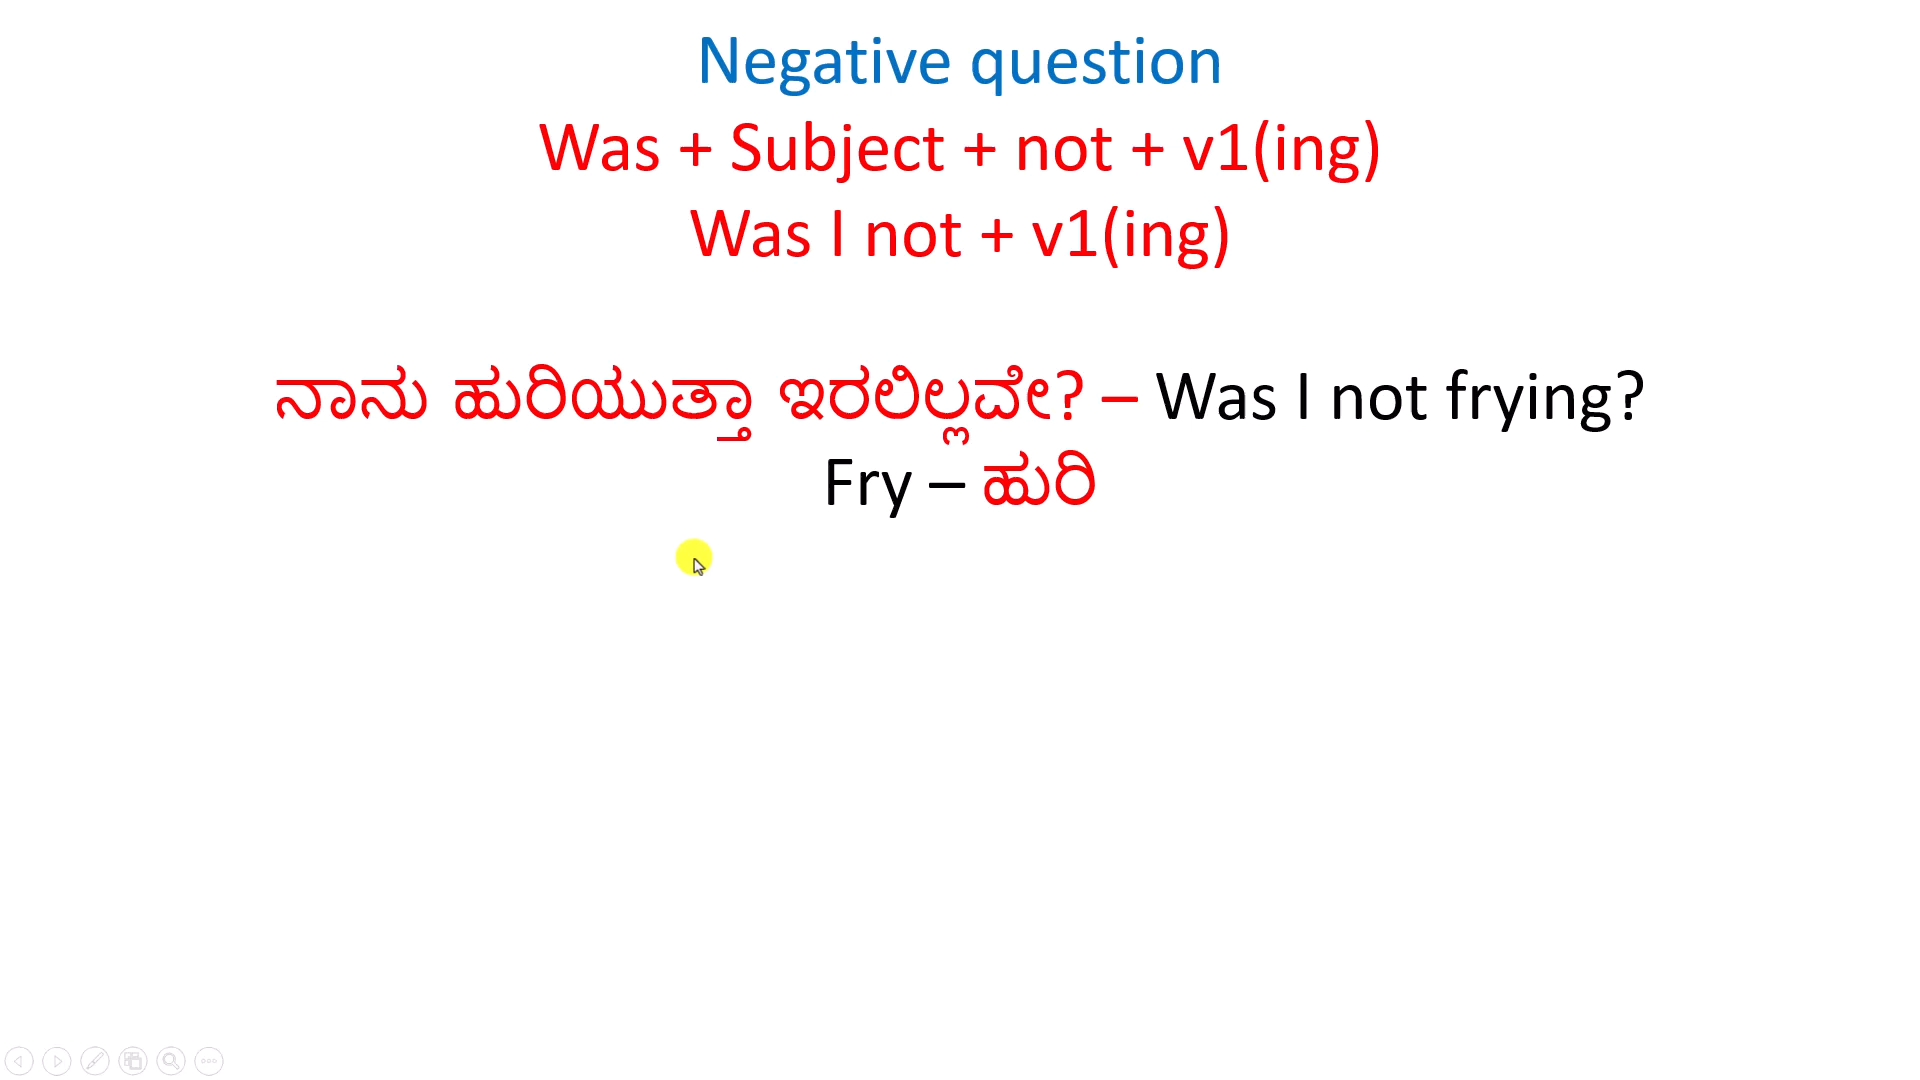 Negative question
Was + Subject + not + v1(ing)
Was I not + v1(ing)
ನಾನು ಹುರಿಯುತ್ತಾ ಇರಲಿಲ್ಲವೇ? – Was I not frying?
Fry – ಹುರಿ